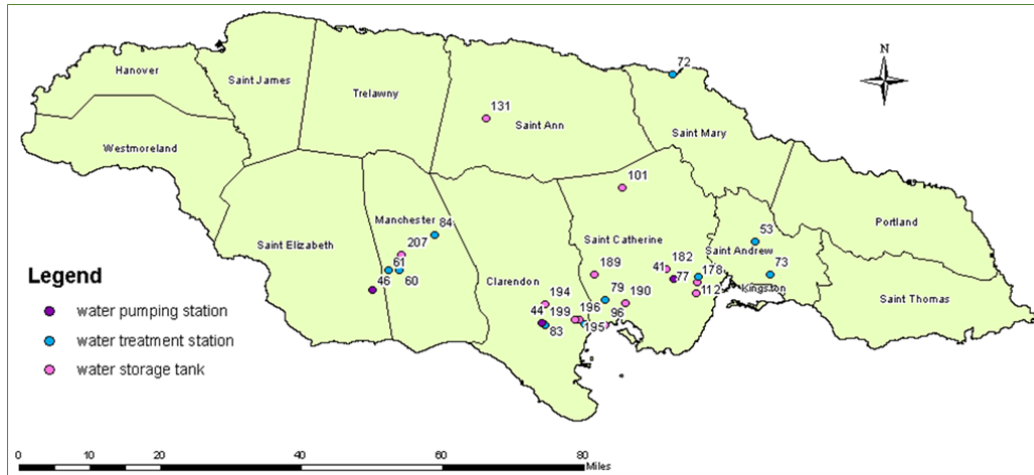 72
N
Hanover
Saint James
Trelawny
131
Saint Ann
Saint Mary
Westmoreland
101
Portland
Manchester
84
207
Saint Catherine
Saint Andrew
53
Saint Elizabeth
61
60
46
Clarendon
189
182
41
77
178
73
112
Kingston
Saint Thomas
Legend
water pumping station
water treatment station
water storage tank
194
79
190
44
199
196
96
83
195
0
10
20
40
60
80
Miles